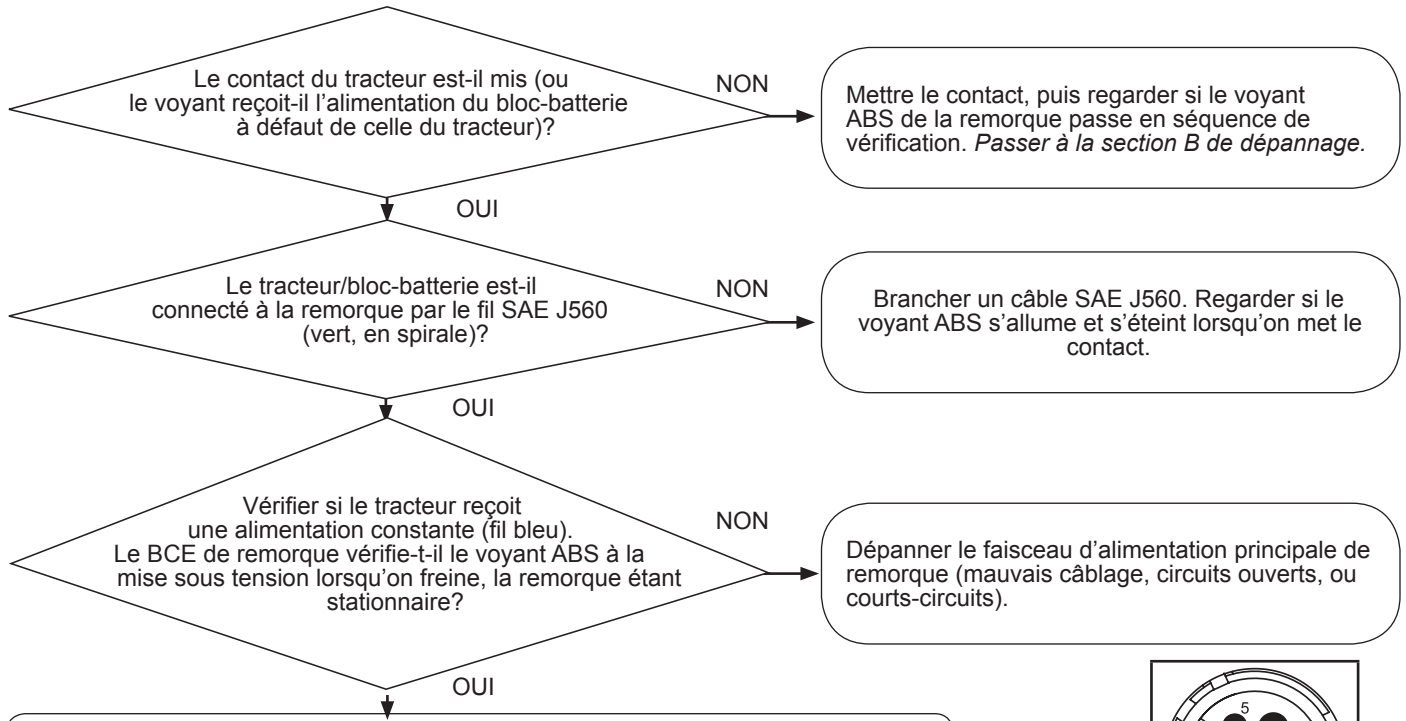 Le contact du tracteur est-il mis (ou
le voyant reçoit-il l’alimentation du bloc-batterie
à défaut de celle du tracteur)?
NON
Mettre le contact, puis regarder si le voyant
ABS de la remorque passe en séquence de
vérification. Passer à la section B de dépannage.
OUI
Le tracteur/bloc-batterie est-il
connecté à la remorque par le fil SAE J560
(vert, en spirale)?
NON
Brancher un câble SAE J560. Regarder si le
voyant ABS s’allume et s’éteint lorsqu’on met le
contact.
OUI
Vérifier si le tracteur reçoit
une alimentation constante (fil bleu).
Le BCE de remorque vérifie-t-il le voyant ABS à la
mise sous tension lorsqu’on freine, la remorque étant
stationnaire?
NON
Dépanner le faisceau d’alimentation principale de
remorque (mauvais câblage, circuits ouverts, ou
courts-circuits).
OUI
5